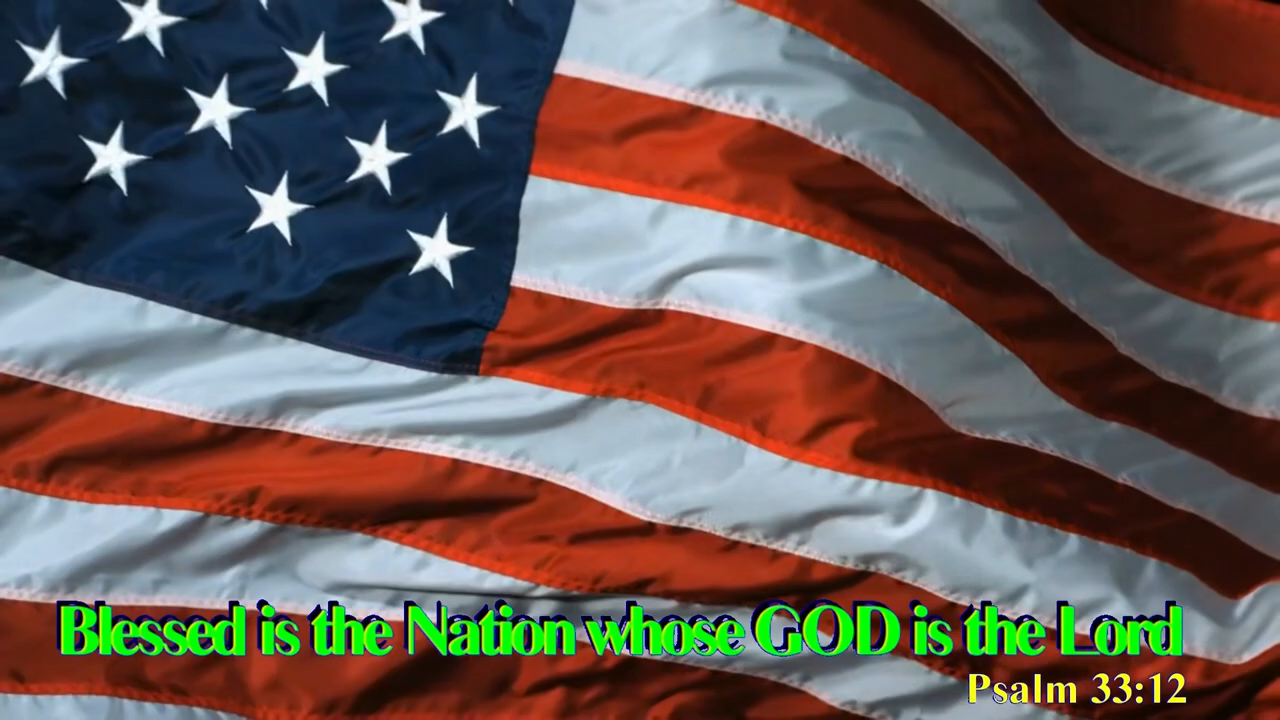 Blessed is the Nation whose GOD is the Lord
Psalm 33:12